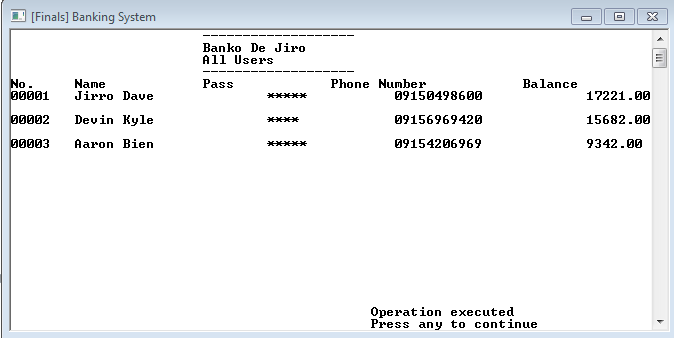 [Finals] Banking System
-------------------
Banko De Jiro
All Users
-------------------
No. Name Pass Phone Number Balance
00001 Jirro Dave ***** 09150498600 17221.00
00002 Devin Kyle **** 09156969420 15682.00
00003 Aaron Bien ***** 09154206969 9342.00
Operation executed
Press any to continue